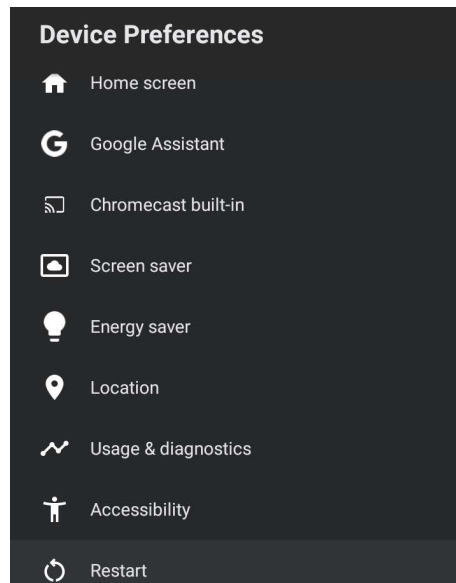 Device Preferences
Home screen
Google Assistant
Chromecast built-in
Screen saver
Energy saver
Location
Usage & diagnostics
Accessibility
Restart